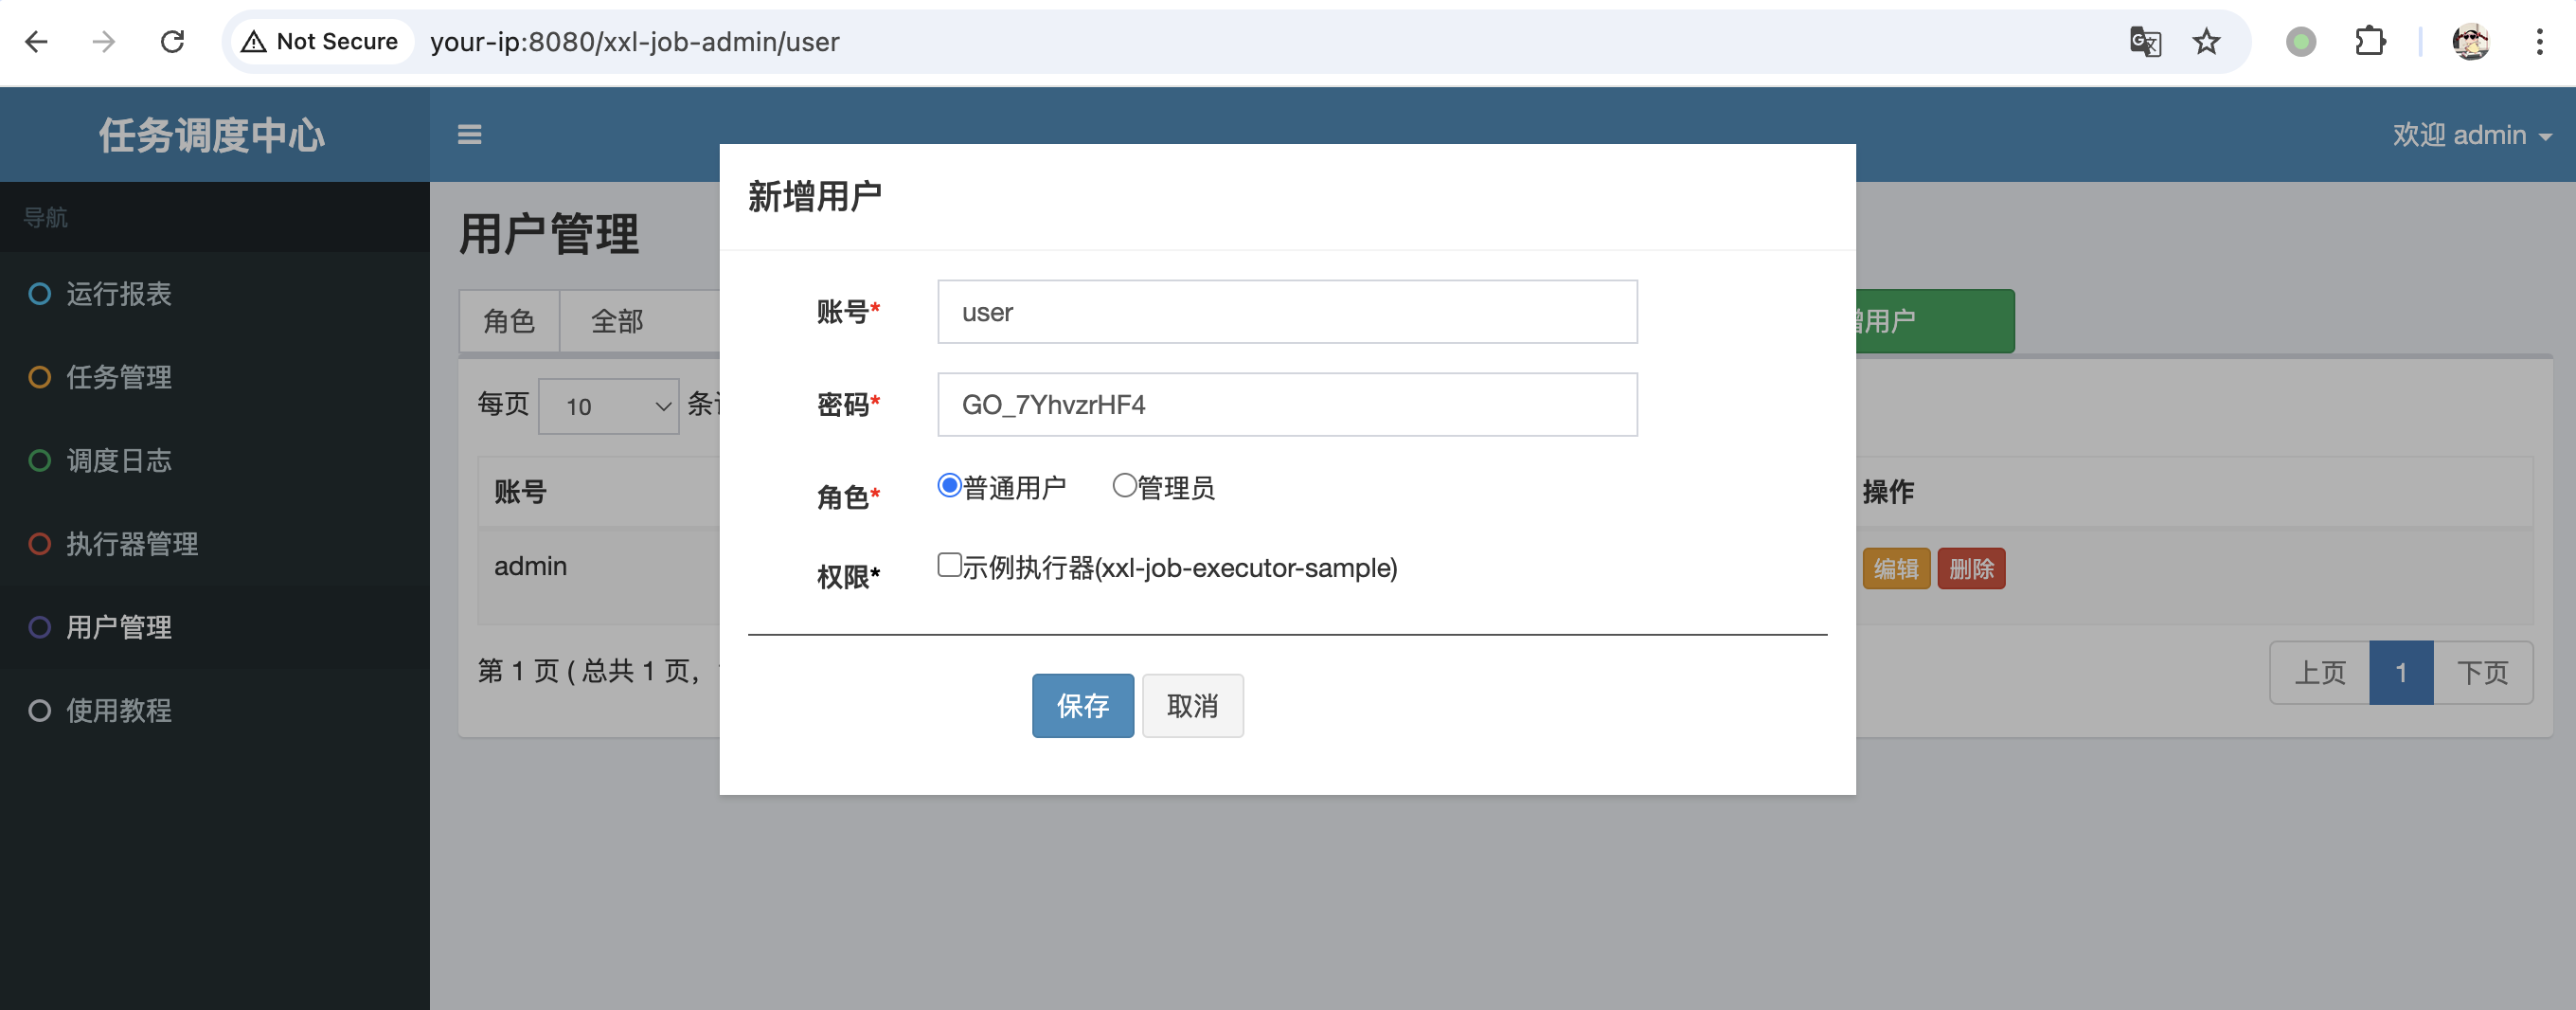 Not Secure your-ip:8080/xxl-job-admin/user
任务调度中心
欢迎 admin
导航
运行报表
任务管理
调度日志
执行器管理
用户管理
使用教程
用户管理
角色 全部
增用户
每页 10 条
账号 操作
admin 编辑 删除
第 1 页 ( 总共 1 页,
上页 1 下页
新增用户
账号* user
密码* GO_7YhvzrHF4
角色* 普通用户 管理员
权限* 示例执行器(xxl-job-executor-sample)
保存 取消